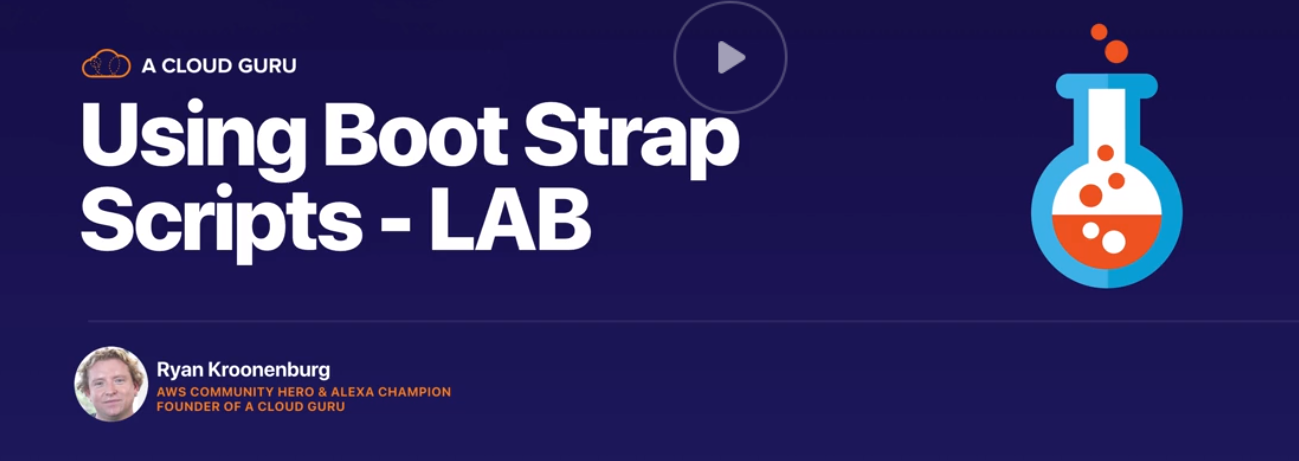 A CLOUD GURU
Using Boot Strap
Scripts - LAB
Ryan Kroonenburg
AWS COMMUNITY HERO & ALEXA CHAMPION
FOUNDER OF A CLOUD GURU